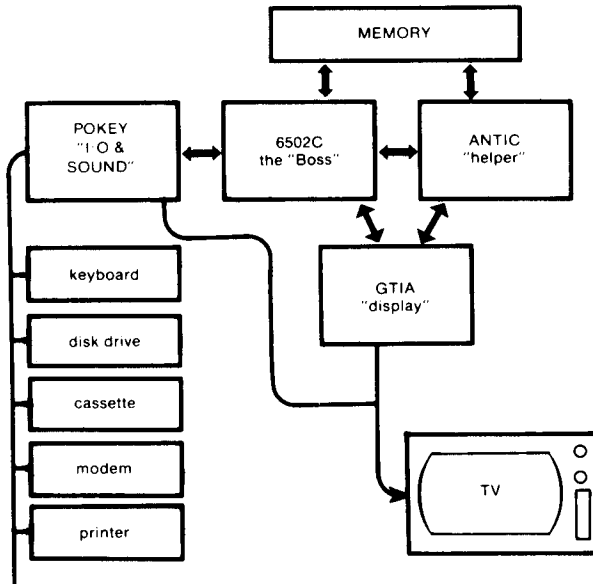 MEMORY
POKEY
"I·O &
SOUND"
6502C
the "Boss"
ANTIC
"helper"
GTIA
"display"
keyboard
disk drive
cassette
modem
printer
TV